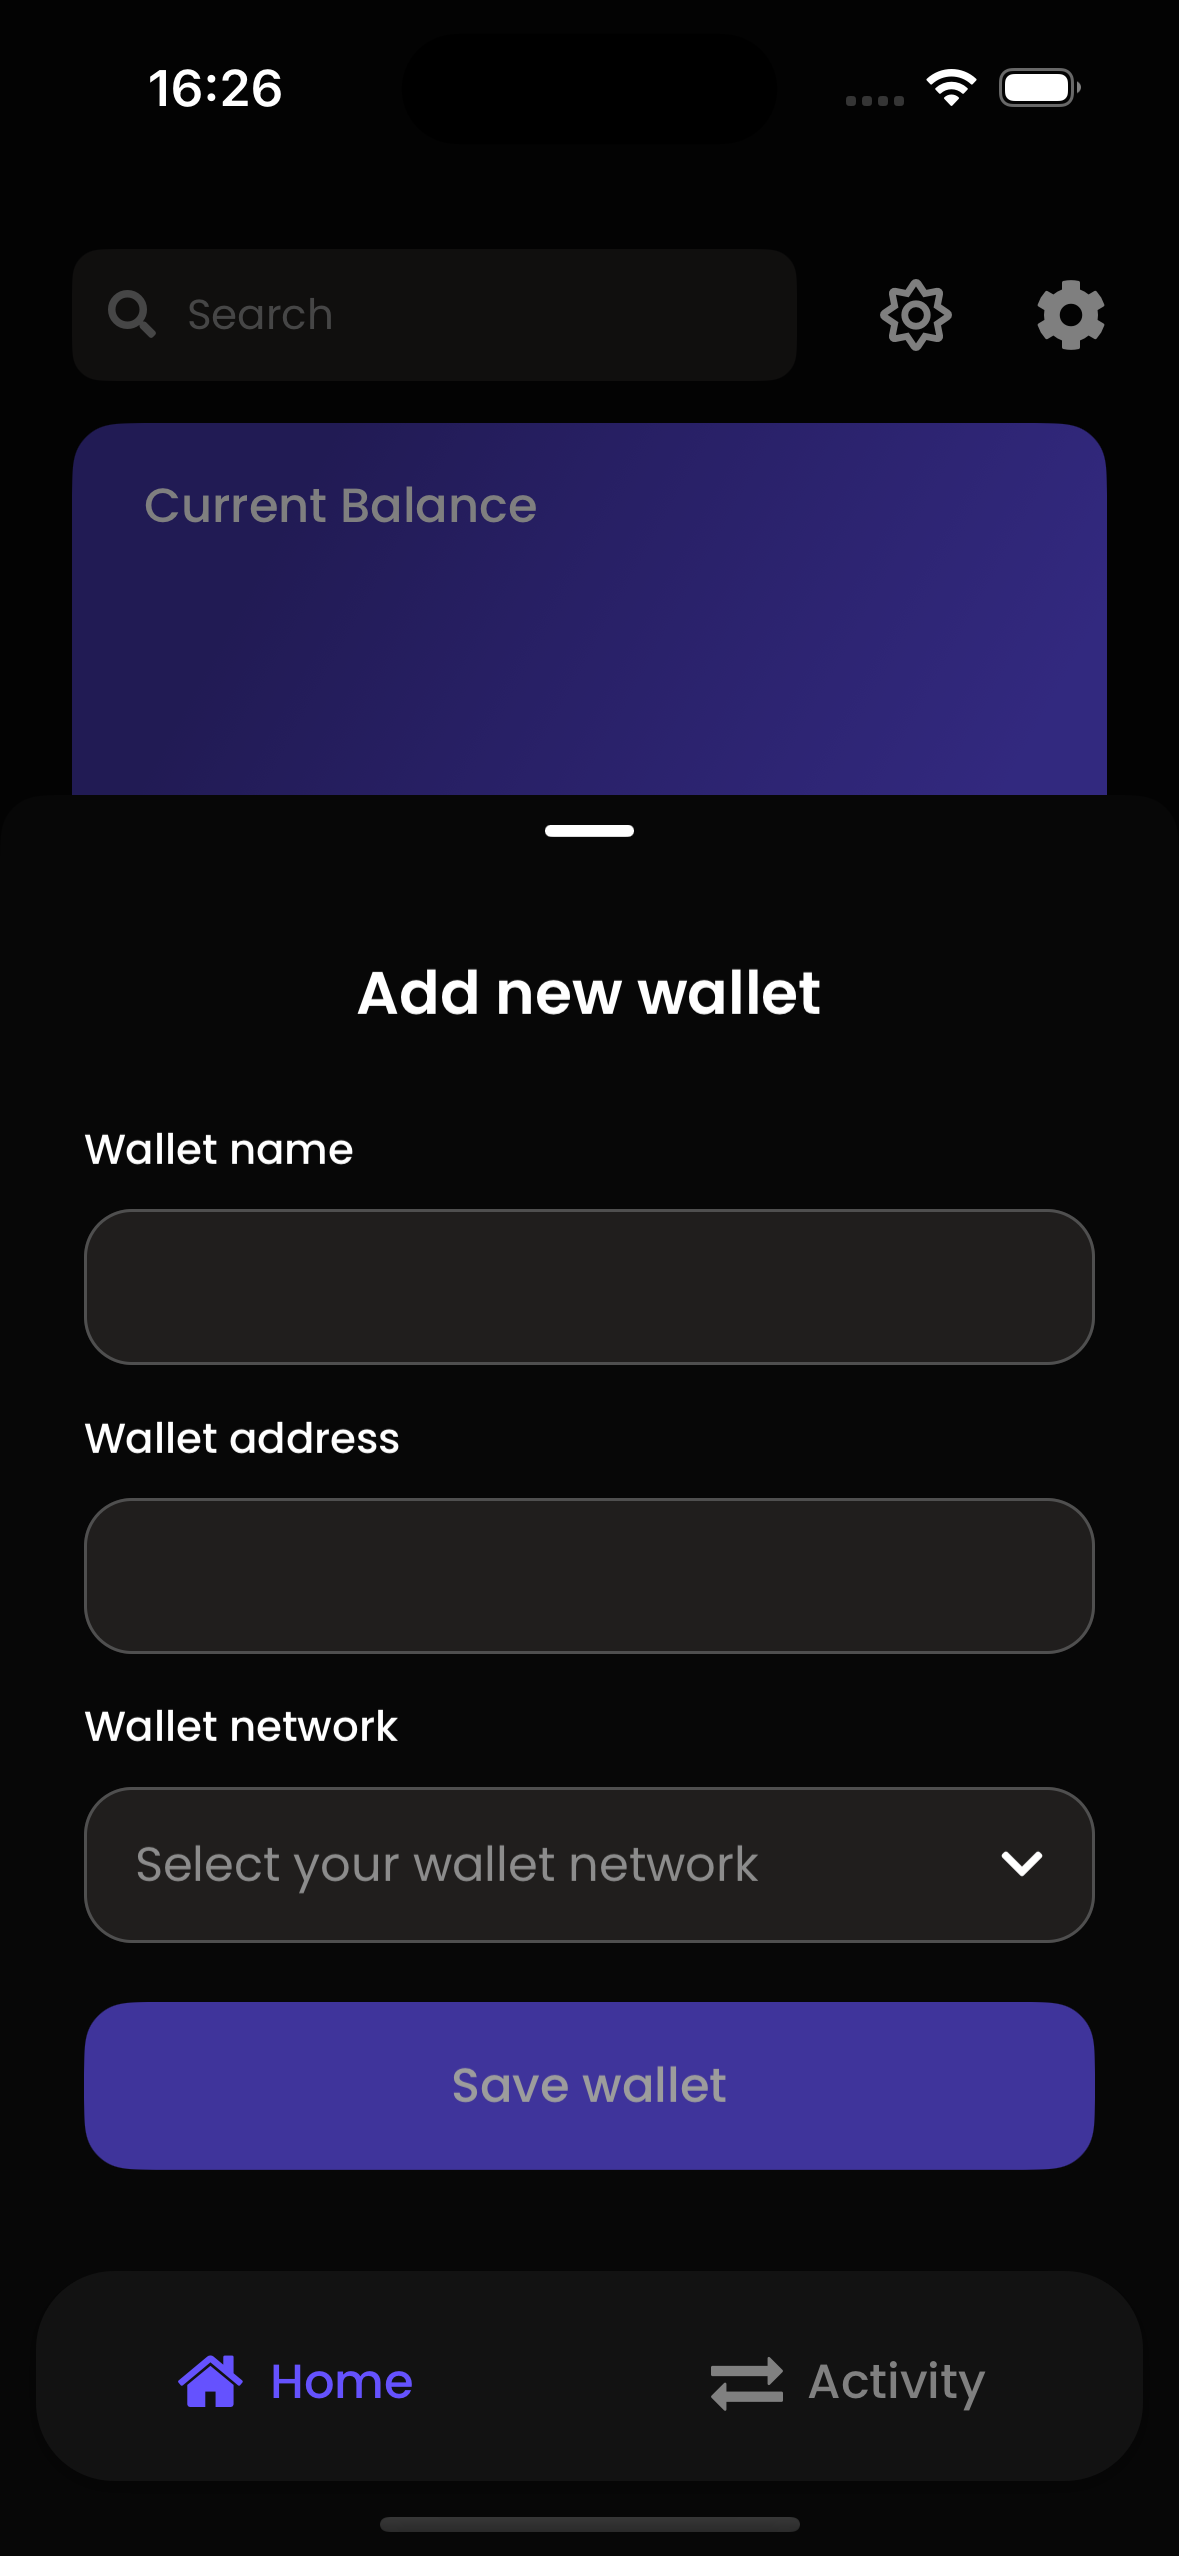 16:26
Search
Current Balance
Add new wallet
Wallet name
Wallet address
Wallet network
Select your wallet network
Save wallet
Home
Activity